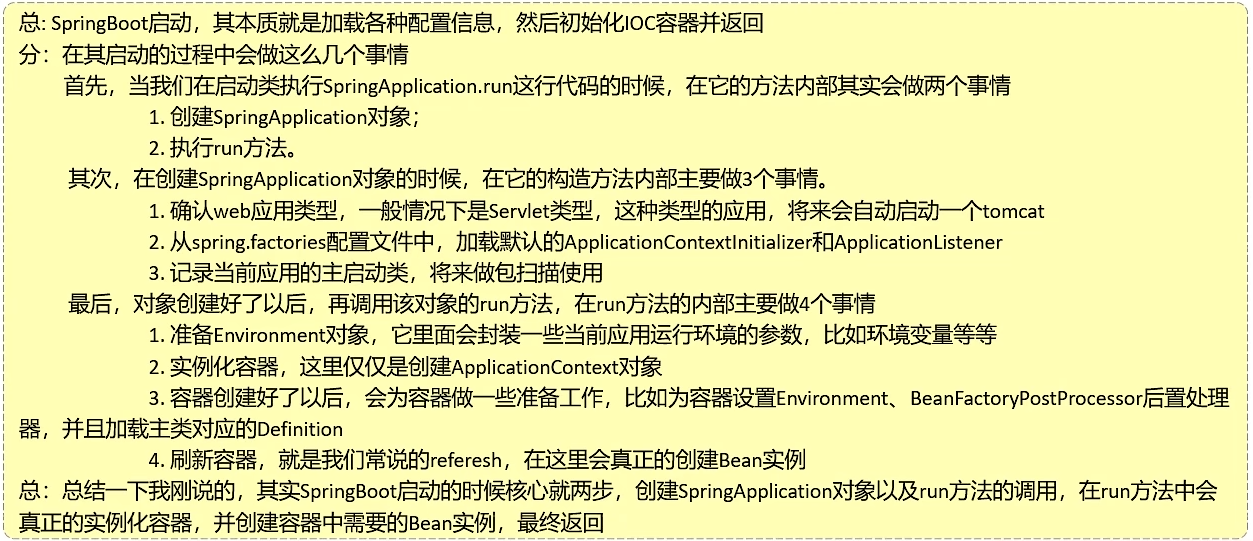 总: SpringBoot启动，其本质就是加载各种配置信息，然后初始化IOC容器并返回
分：在其启动的过程中会做这么几个事情
首先，当我们在启动类执行SpringApplication.run这行代码的时候，在它的方法内部其实会做两个事情
1. 创建SpringApplication对象；
2. 执行run方法。
其次，在创建SpringApplication对象的时候，在它的构造方法内部主要做3个事情。
1. 确认web应用类型，一般情况下是Servlet类型，这种类型的应用，将来会自动启动一个tomcat
2. 从spring.factories配置文件中，加载默认的ApplicationContextInitializer和ApplicationListener
3. 记录当前应用的主启动类，将来做包扫描使用
最后，对象创建好了以后，再调用该对象的run方法，在run方法的内部主要做4个事情
1. 准备Environment对象，它里面会封装一些当前应用运行环境的参数，比如环境变量等等
2. 实例化容器，这里仅仅是创建ApplicationContext对象
3. 容器创建好了以后，会为容器做一些准备工作，比如为容器设置Environment、BeanFactoryPostProcessor后置处理
器，并且加载主类对应的Definition
4. 刷新容器，就是我们常说的referesh，在这里会真正的创建Bean实例
总：总结一下我刚说的，其实SpringBoot启动的时候核心就两步，创建SpringApplication对象以及run方法的调用，在run方法中会
真正的实例化容器，并创建容器中需要的Bean实例，最终返回